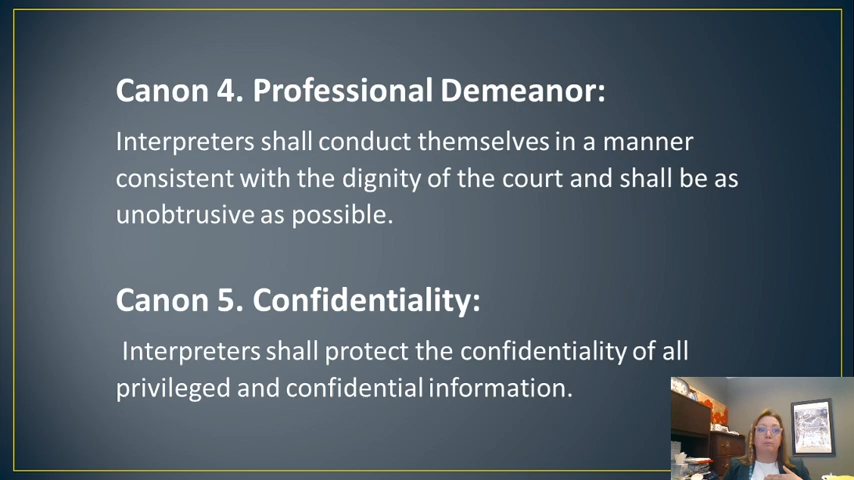 Canon 4. Professional Demeanor:
Interpreters shall conduct themselves in a manner
consistent with the dignity of the court and shall be as
unobtrusive as possible.
Canon 5. Confidentiality:
Interpreters shall protect the confidentiality of all
privileged and confidential information.